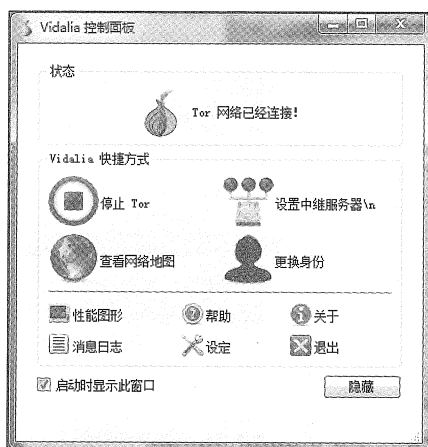 Vidalia 控制面板
状态
Tor 网络已经连接!
Vidalia 快捷方式
停止 Tor
设置中继服务器\n
查看网络地图
更换身份
性能图形
帮助
关于
消息日志
设定
退出
启动时显示此窗口
隐藏